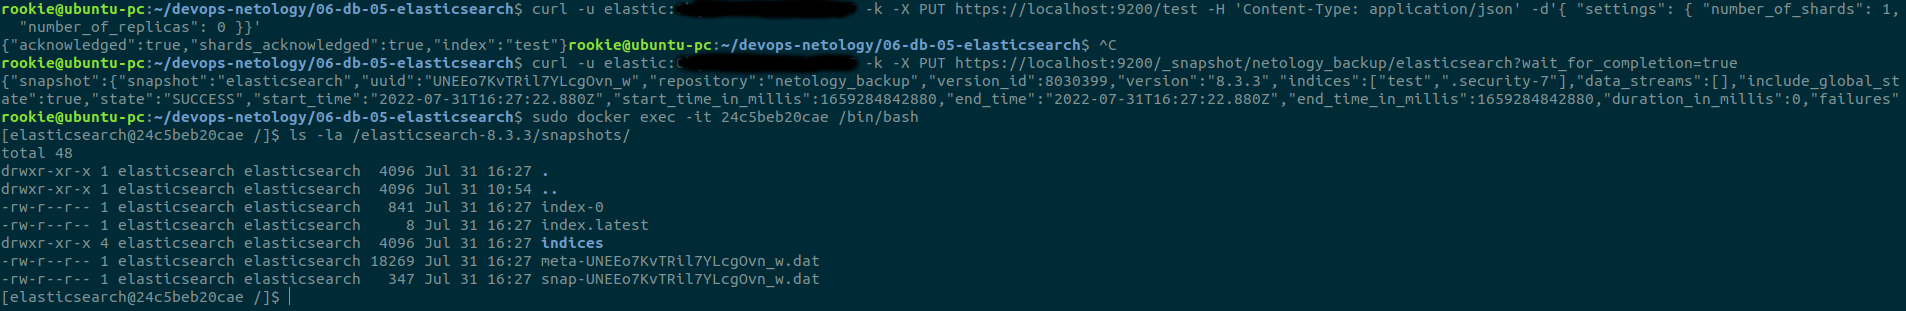 rookie@ubuntu-pc:~/devops-netology/06-db-05-elasticsearch$ curl -u elastic: -k -X PUT https://localhost:9200/test -H 'Content-Type: application/json' -d'{ "settings": { "number_of_shards": 1,
"number_of_replicas": 0 }}'
{"acknowledged":true,"shards_acknowledged":true,"index":"test"}rookie@ubuntu-pc:~/devops-netology/06-db-05-elasticsearch$ ^C
rookie@ubuntu-pc:~/devops-netology/06-db-05-elasticsearch$ curl -u elastic: -k -X PUT https://localhost:9200/_snapshot/netology_backup/elasticsearch?wait_for_completion=true
{"snapshot":{"snapshot":"elasticsearch","uuid":"UNEEo7KvTRil7YLcgOvn_w","repository":"netology_backup","version_id":8030399,"version":"8.3.3","indices":["test",".security-7"],"data_streams":[],"include_global_st
ate":true,"state":"SUCCESS","start_time":"2022-07-31T16:27:22.880Z","start_time_in_millis":1659284842880,"end_time":"2022-07-31T16:27:22.880Z","end_time_in_millis":1659284842880,"duration_in_millis":0,"failures"
rookie@ubuntu-pc:~/devops-netology/06-db-05-elasticsearch$ sudo docker exec -it 24c5beb20cae /bin/bash
[elasticsearch@24c5beb20cae /]$ ls -la /elasticsearch-8.3.3/snapshots/
total 48
drwxr-xr-x 1 elasticsearch elasticsearch  4096 Jul 31 16:27 .
drwxr-xr-x 1 elasticsearch elasticsearch  4096 Jul 31 10:54 ..
-rw-r--r-- 1 elasticsearch elasticsearch   841 Jul 31 16:27 index-0
-rw-r--r-- 1 elasticsearch elasticsearch     8 Jul 31 16:27 index.latest
drwxr-xr-x 4 elasticsearch elasticsearch  4096 Jul 31 16:27 indices
-rw-r--r-- 1 elasticsearch elasticsearch 18269 Jul 31 16:27 meta-UNEEo7KvTRil7YLcgOvn_w.dat
-rw-r--r-- 1 elasticsearch elasticsearch   347 Jul 31 16:27 snap-UNEEo7KvTRil7YLcgOvn_w.dat
[elasticsearch@24c5beb20cae /]$